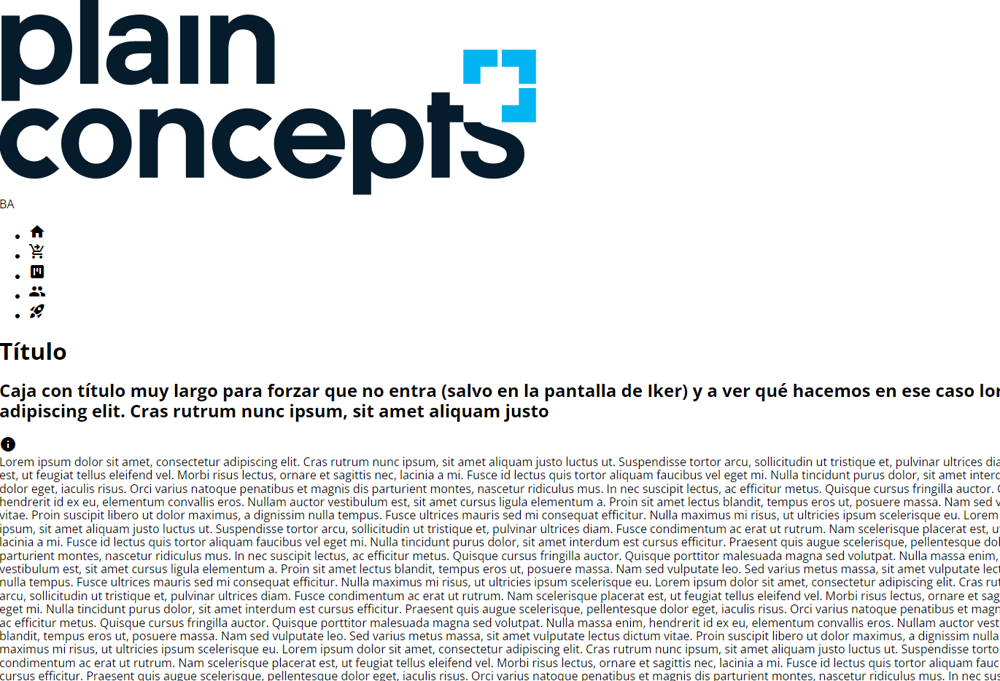 plain
concepts
BA
Título
Caja con título muy largo para forzar que no entra (salvo en la pantalla de Iker) y a ver qué hacemos en ese caso lor
adipiscing elit. Cras rutrum nunc ipsum, sit amet aliquam justo
Lorem ipsum dolor sit amet, consectetur adipiscing elit. Cras rutrum nunc ipsum, sit amet aliquam justo luctus ut. Suspendisse tortor arcu, sollicitudin ut tristique et, pulvinar ultrices dia
est, ut feugiat tellus eleifend vel. Morbi risus lectus, ornare et sagittis nec, lacinia a mi. Fusce id lectus quis tortor aliquam faucibus vel eget mi. Nulla tincidunt purus dolor, sit amet interd
dolor eget, iaculis risus. Orci varius natoque penatibus et magnis dis parturient montes, nascetur ridiculus mus. In nec suscipit lectus, ac efficitur metus. Quisque cursus fringilla auctor.
hendrerit id ex eu, elementum convallis eros. Nullam auctor vestibulum est, sit amet cursus ligula elementum a. Proin sit amet lectus blandit, tempus eros ut, posuere massa. Nam sed v
vitae. Proin suscipit libero ut dolor maximus, a dignissim nulla tempus. Fusce ultrices mauris sed mi consequat efficitur. Nulla maximus mi risus, ut ultricies ipsum scelerisque eu. Lorem
ipsum, sit amet aliquam justo luctus ut. Suspendisse tortor arcu, sollicitudin ut tristique et, pulvinar ultrices diam. Fusce condimentum ac erat ut rutrum. Nam scelerisque placerat est, u
lacinia a mi. Fusce id lectus quis tortor aliquam faucibus vel eget mi. Nulla tincidunt purus dolor, sit amet interdum est cursus efficitur. Praesent quis augue scelerisque, pellentesque dol
parturient montes, nascetur ridiculus mus. In nec suscipit lectus, ac efficitur metus. Quisque cursus fringilla auctor. Quisque porttitor malesuada magna sed volutpat. Nulla massa enim,
vestibulum est, sit amet cursus ligula elementum a. Proin sit amet lectus blandit, tempus eros ut, posuere massa. Nam sed vulputate leo. Sed varius metus massa, sit amet vulputate lect
nulla tempus. Fusce ultrices mauris sed mi consequat efficitur. Nulla maximus mi risus, ut ultricies ipsum scelerisque eu. Lorem ipsum dolor sit amet, consectetur adipiscing elit. Cras rut
arcu, sollicitudin ut tristique et, pulvinar ultrices diam. Fusce condimentum ac erat ut rutrum. Nam scelerisque placerat est, ut feugiat tellus eleifend vel. Morbi risus lectus, ornare et sag
eget mi. Nulla tincidunt purus dolor, sit amet interdum est cursus efficitur. Praesent quis augue scelerisque, pellentesque dolor eget, iaculis risus. Orci varius natoque penatibus et magn
ac efficitur metus. Quisque cursus fringilla auctor. Quisque porttitor malesuada magna sed volutpat. Nulla massa enim, hendrerit id ex eu, elementum convallis eros. Nullam auctor vest
blandit, tempus eros ut, posuere massa. Nam sed vulputate leo. Sed varius metus massa, sit amet vulputate lectus dictum vitae. Proin suscipit libero ut dolor maximus, a dignissim nulla
maximus mi risus, ut ultricies ipsum scelerisque eu. Lorem ipsum dolor sit amet, consectetur adipiscing elit. Cras rutrum nunc ipsum, sit amet aliquam justo luctus ut. Suspendisse torto
condimentum ac erat ut rutrum. Nam scelerisque placerat est, ut feugiat tellus eleifend vel. Morbi risus lectus, ornare et sagittis nec, lacinia a mi. Fusce id lectus quis tortor aliquam fauc
cursus efficitur. Praesent quis augue scelerisque, pellentesque dolor eget, iaculis risus. Orci varius natoque penatibus et magnis dis parturient montes, nascetur ridiculus mus. In nec sus